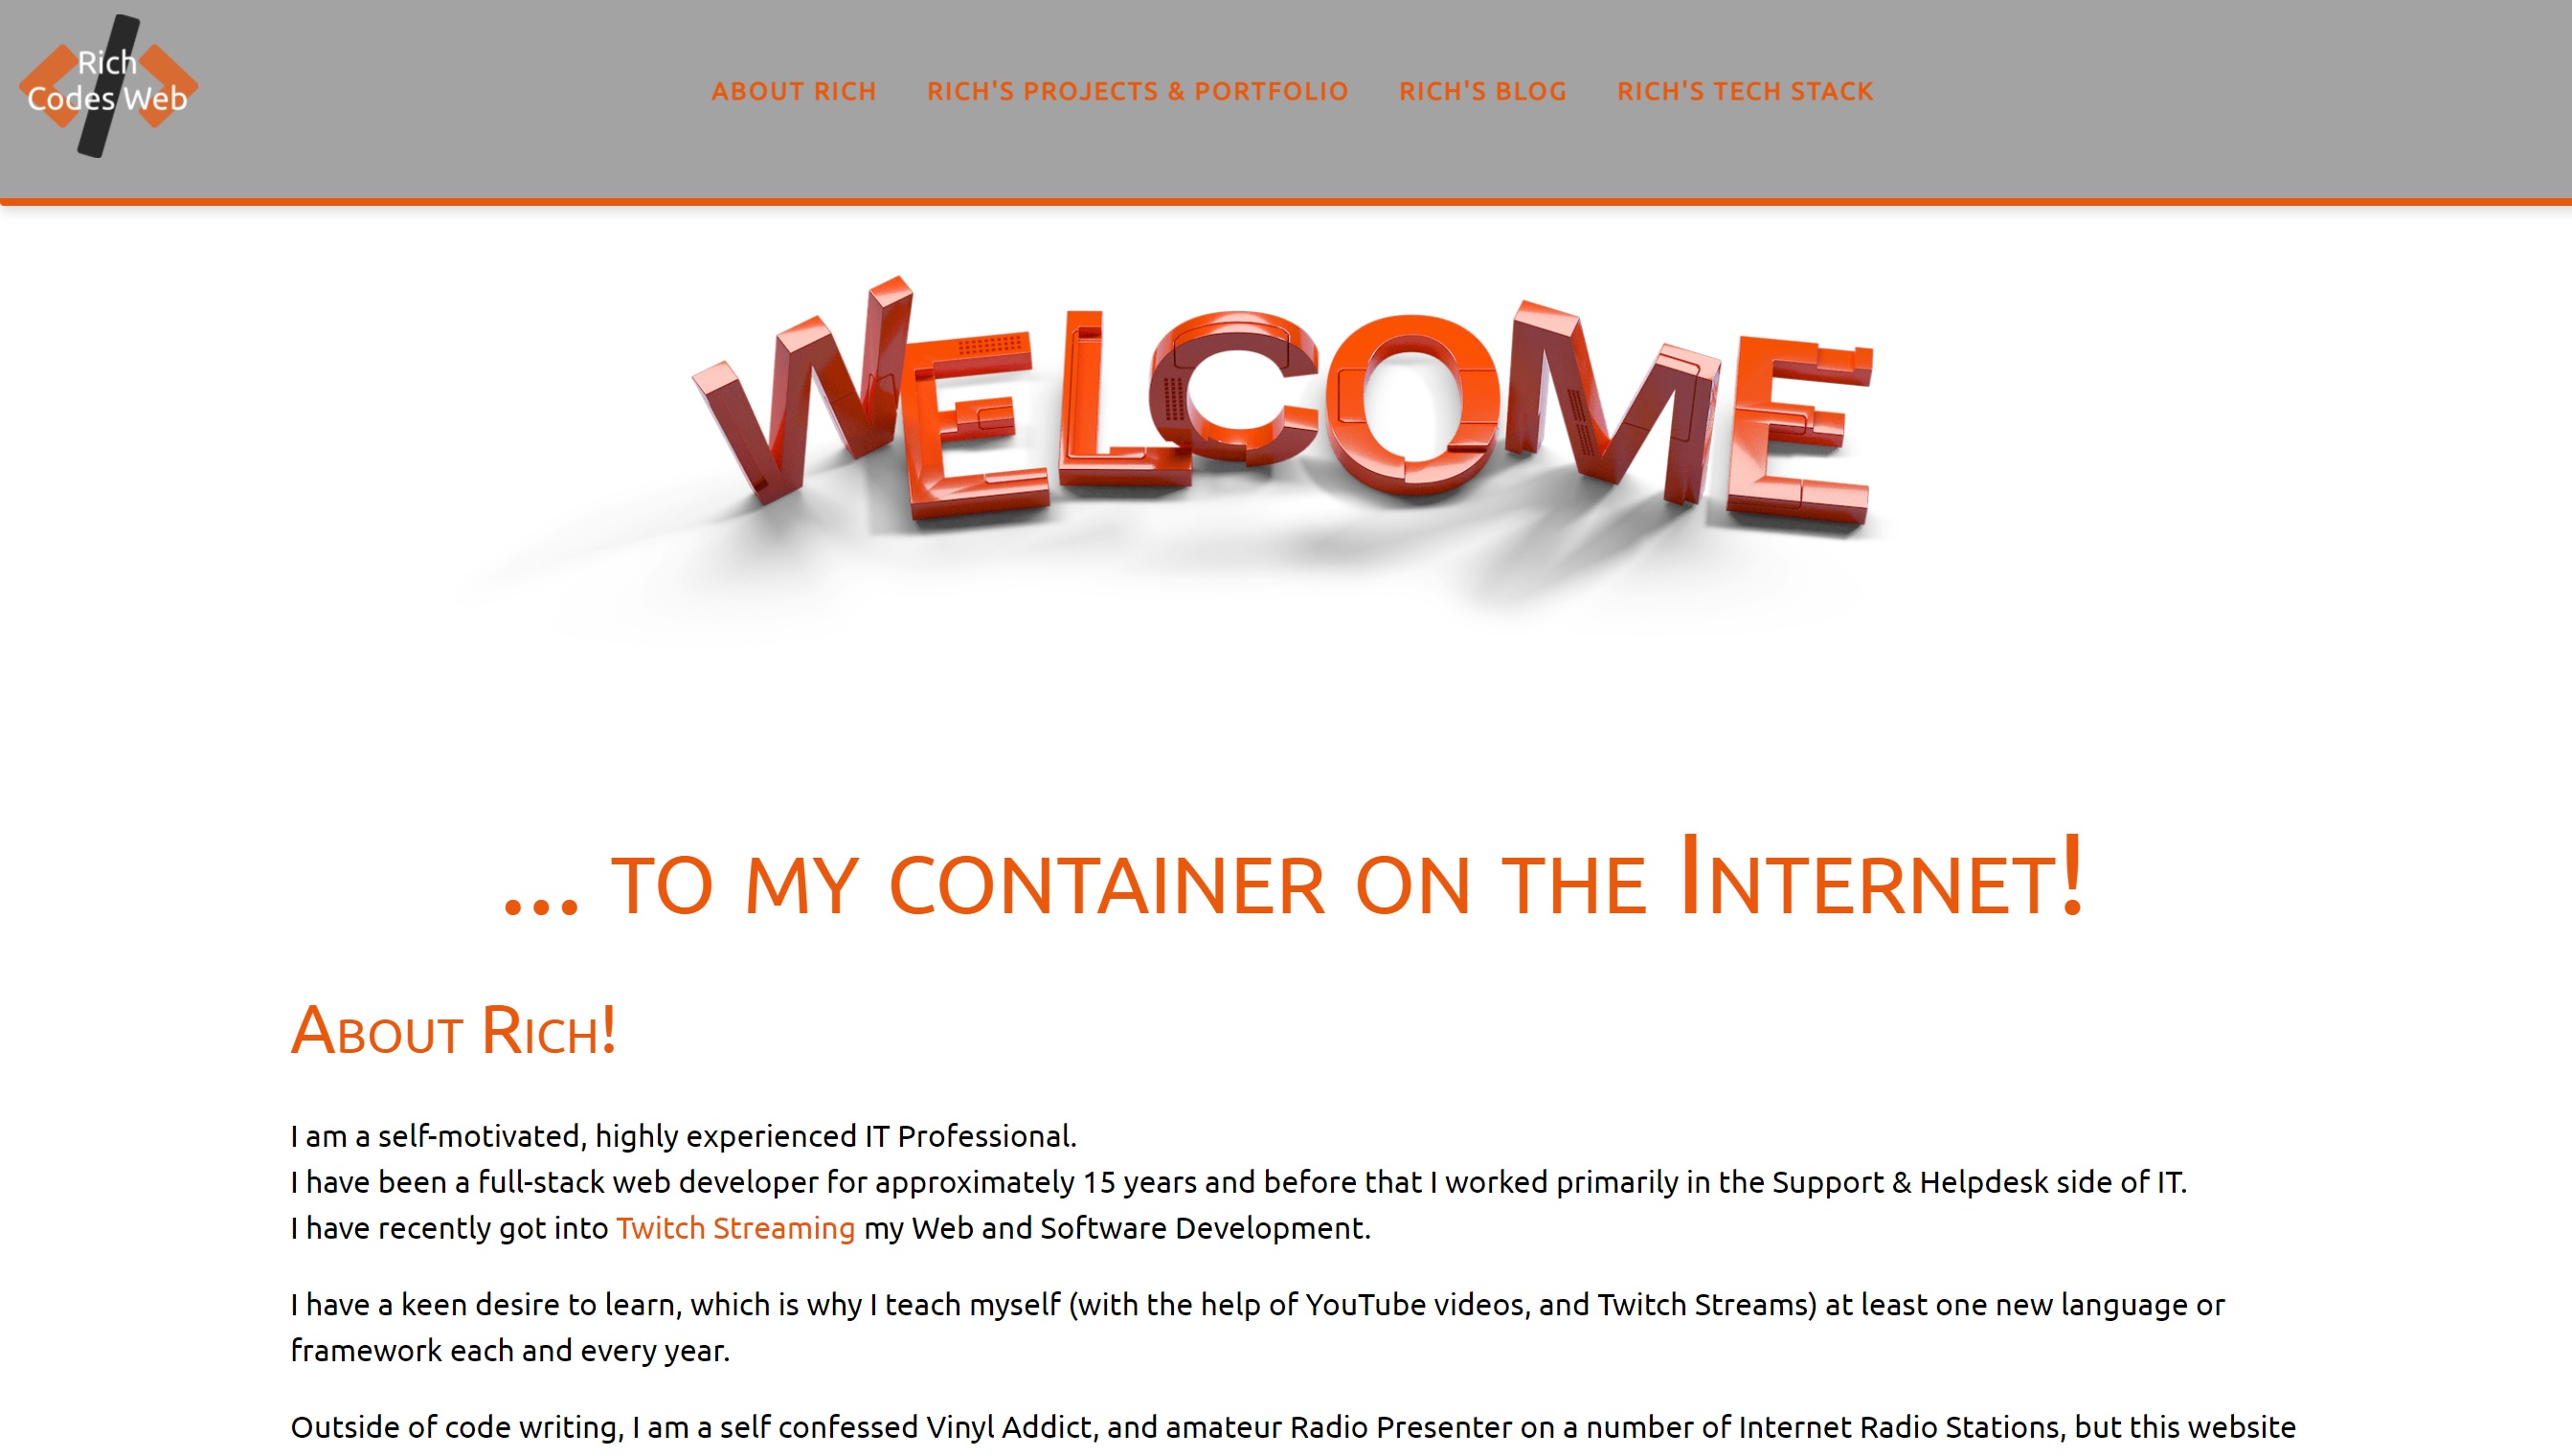 Rich
Codes Web
ABOUT RICH
RICH'S PROJECTS & PORTFOLIO
RICH'S BLOG
RICH'S TECH STACK
WELCOME
... to my container on the Internet!
About Rich!
I am a self-motivated, highly experienced IT Professional.
I have been a full-stack web developer for approximately 15 years and before that I worked primarily in the Support & Helpdesk side of IT.
I have recently got into Twitch Streaming my Web and Software Development.
I have a keen desire to learn, which is why I teach myself (with the help of YouTube videos, and Twitch Streams) at least one new language or
framework each and every year.
Outside of code writing, I am a self confessed Vinyl Addict, and amateur Radio Presenter on a number of Internet Radio Stations, but this website